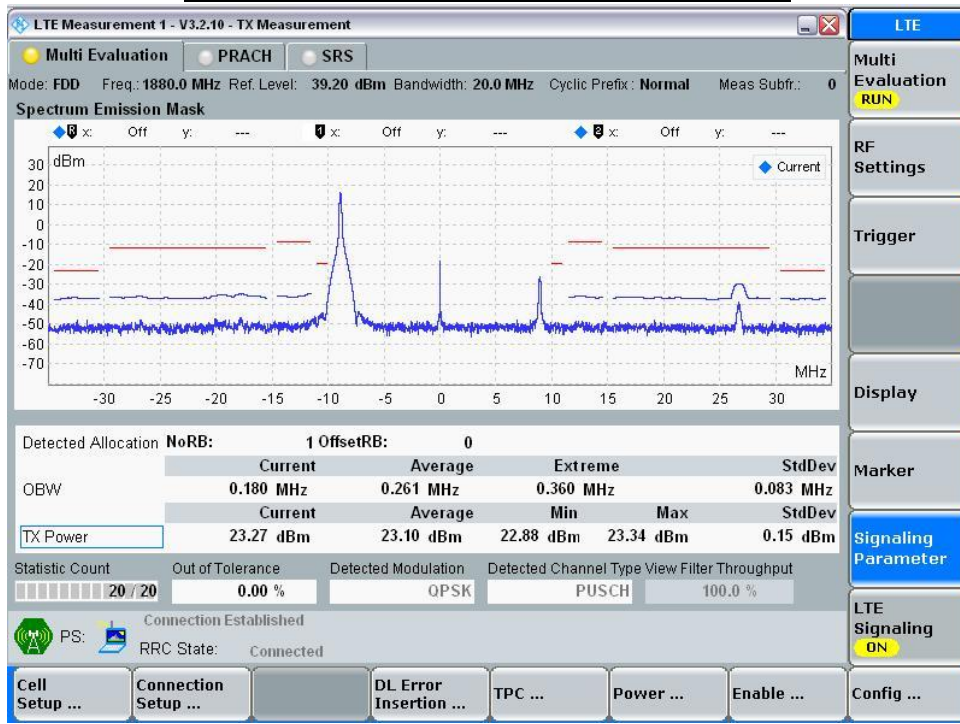 LTE Measurement 1 - V3.2.10 - TX Measurement
LTE
Multi Evaluation PRACH SRS
Multi Evaluation RUN
Mode: FDD Freq.: 1880.0 MHz Ref. Level: 39.20 dBm Bandwidth: 20.0 MHz Cyclic Prefix: Normal Meas Subfr.: 0
Spectrum Emission Mask
R x: Off y: --- 1 x: Off y: --- 2 x: Off y: ---
RF Settings
dBm
Current
30
20
10
0
-10
-20
-30
-40
-50
-60
-70
MHz
-30 -25 -20 -15 -10 -5 0 5 10 15 20 25 30
Trigger
Display
Detected Allocation NoRB: 1 OffsetRB: 0
Current Average Extreme StdDev
OBW 0.180 MHz 0.261 MHz 0.360 MHz 0.083 MHz
Current Average Min Max StdDev
TX Power 23.27 dBm 23.10 dBm 22.88 dBm 23.34 dBm 0.15 dBm
Marker
Signaling Parameter
Statistic Count Out of Tolerance Detected Modulation Detected Channel Type View Filter Throughput
20 / 20 0.00 % QPSK PUSCH 100.0 %
PS: Connection Established
RRC State: Connected
LTE Signaling ON
Cell Setup ...
Connection Setup ...
DL Error Insertion ...
TPC ...
Power ...
Enable ...
Config ...